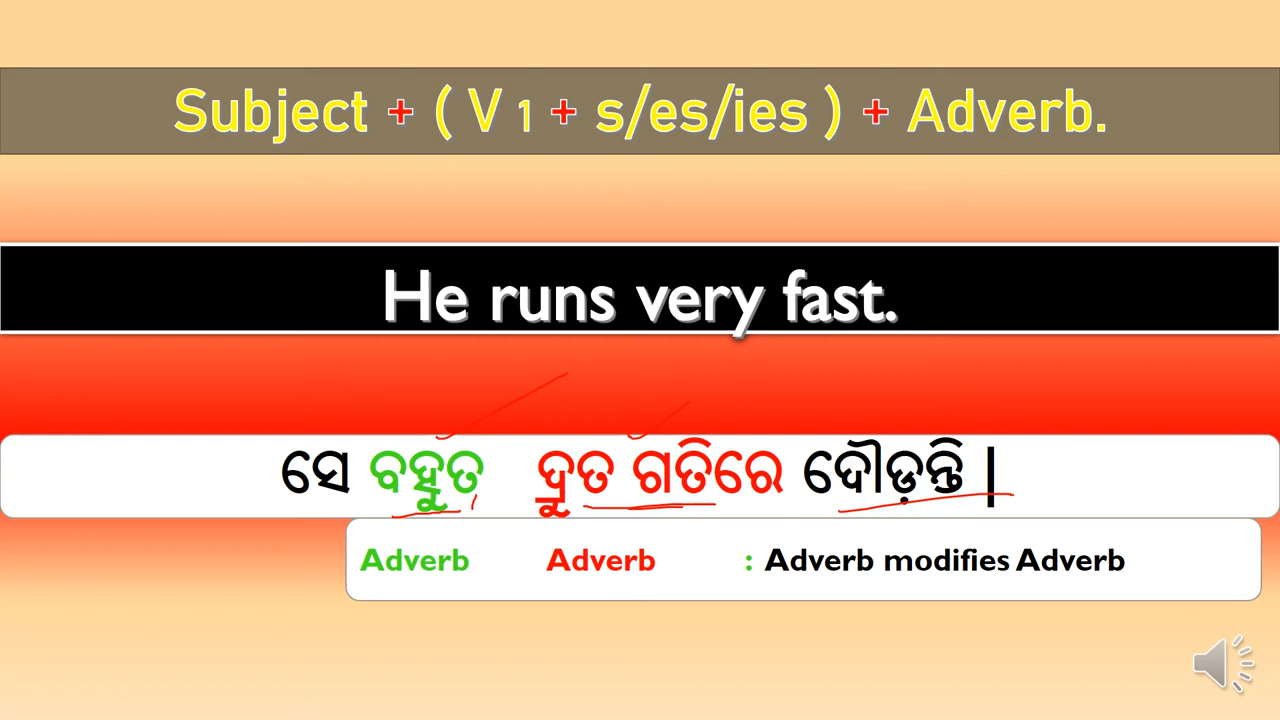 Subject + ( V 1 + s/es/ies ) + Adverb.
He runs very fast.
ସେ ବହୁତ ଦ୍ରୁତ ଗତିରେ ଦୌଡ଼ନ୍ତି |
Adverb Adverb : Adverb modifies Adverb